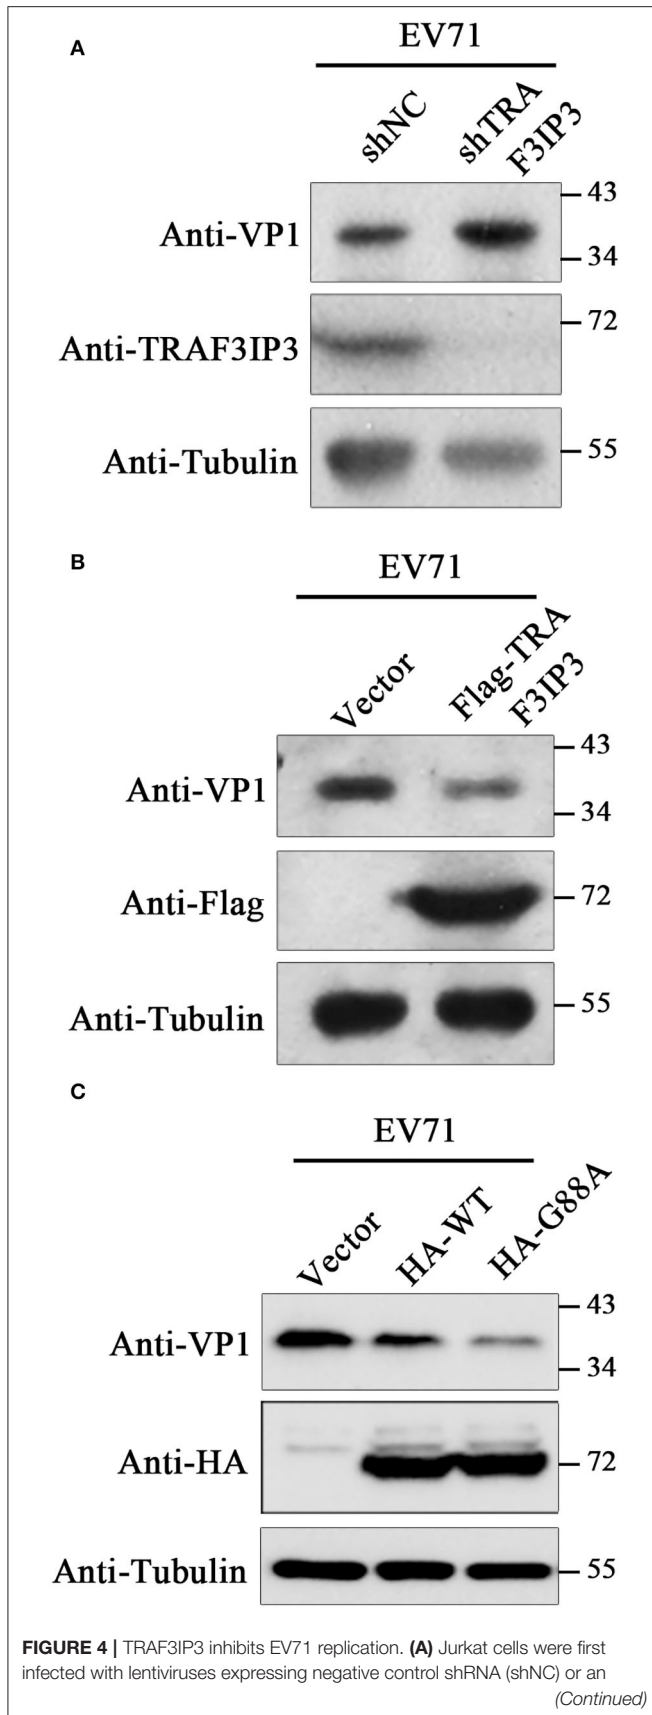 A
EV71
shNC
shTRA
F3IP3
Anti-VP1
43
34
Anti-TRAF3IP3
72
Anti-Tubulin
55
B
EV71
Vector
Flag-TRA
F3IP3
Anti-VP1
43
34
Anti-Flag
72
Anti-Tubulin
55
C
EV71
Vector
HA-WT
HA-G88A
Anti-VP1
43
34
Anti-HA
72
Anti-Tubulin
55
FIGURE 4 | TRAF3IP3 inhibits EV71 replication. (A) Jurkat cells were first
infected with lentiviruses expressing negative control shRNA (shNC) or an
(Continued)